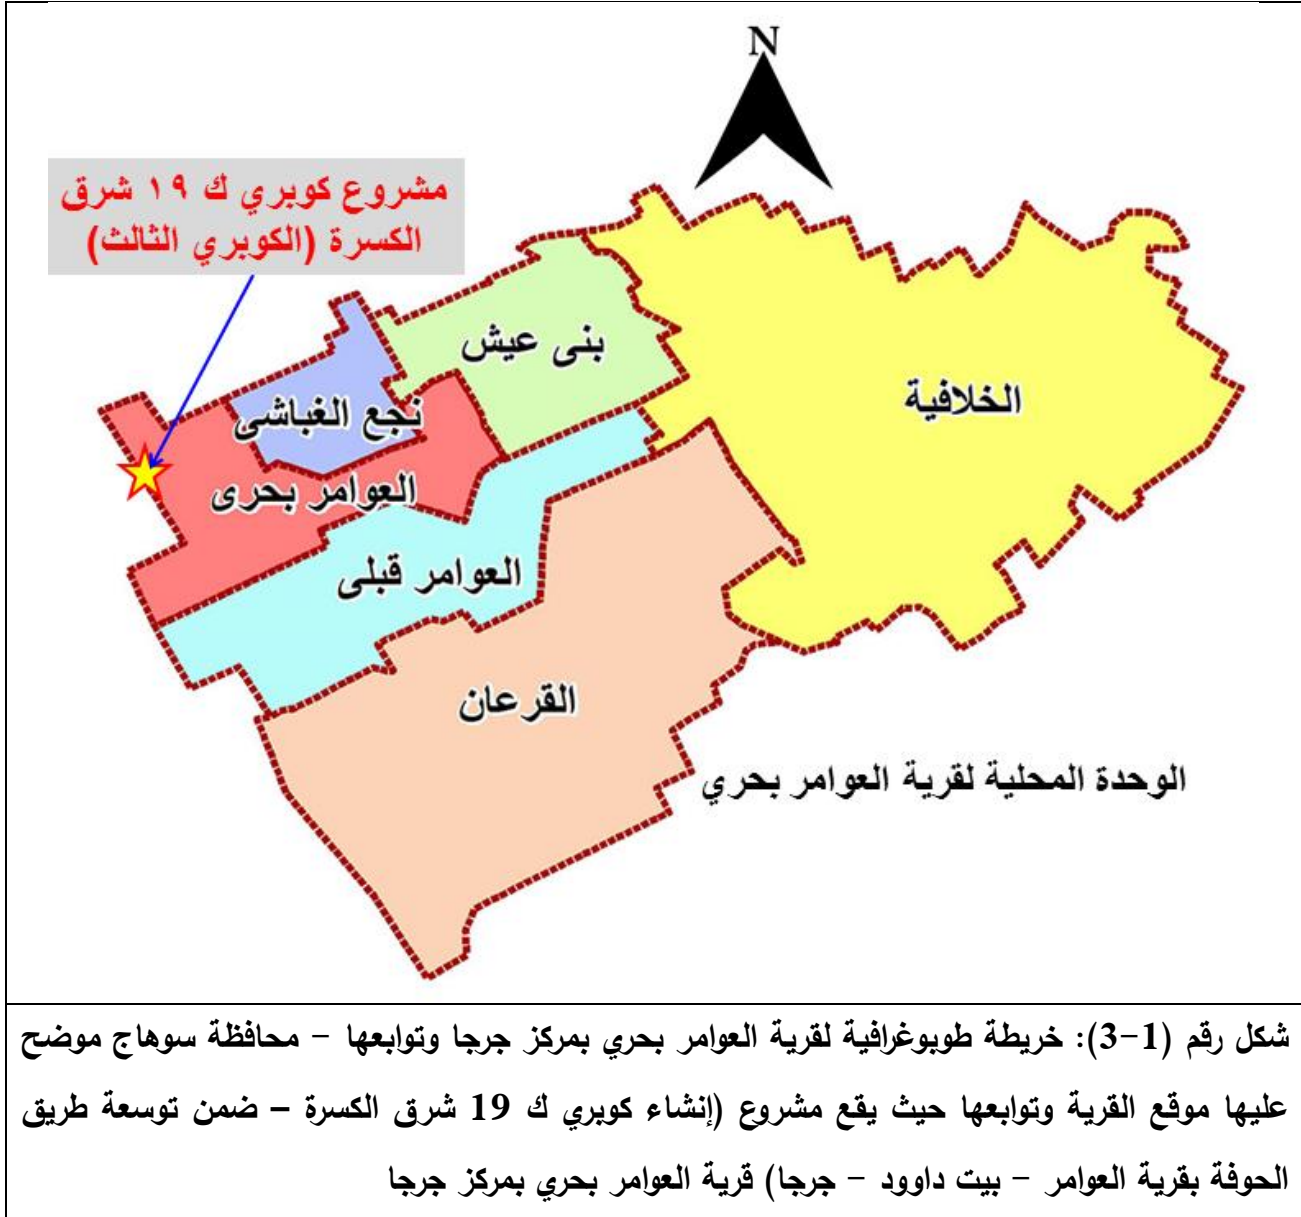 N
مشروع كوبري ك ١٩ شرق
الكسرة (الكوبري الثالث)
بنى عيش
الخلافية
نجع الغباشى
العوامر بحرى
العوامر قبلى
القرعان
الوحدة المحلية لقرية العوامر بحري
شكل رقم (1-3): خريطة طوبوغرافية لقرية العوامر بحري بمركز جرجا وتوابعها - محافظة سوهاج موضح
عليها موقع القرية وتوابعها حيث يقع مشروع (إنشاء كوبري ك 19 شرق الكسرة – ضمن توسعة طريق
الحوفة بقرية العوامر - بيت داوود - جرجا) قرية العوامر بحري بمركز جرجا